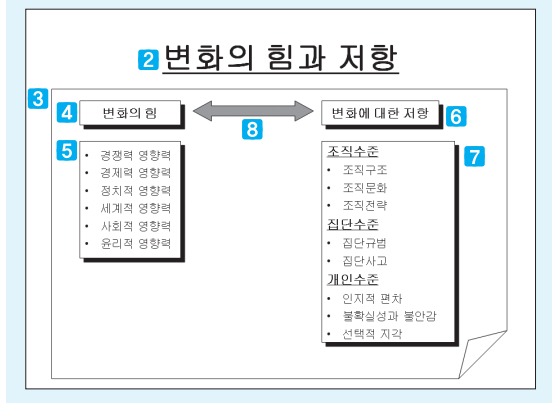 2 변화의 힘과 저항
3
4 변화의 힘
8
변화에 대한 저항 6
5
• 경쟁력 영향력
• 경제력 영향력
• 정치적 영향력
• 세계적 영향력
• 사회적 영향력
• 윤리적 영향력
7
조직수준
• 조직구조
• 조직문화
• 조직전략
집단수준
• 집단규범
• 집단사고
개인수준
• 인지적 편차
• 불확실성과 불안감
• 선택적 지각